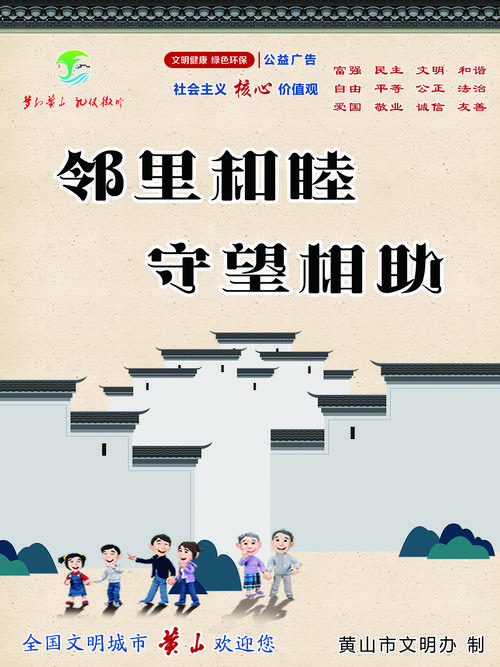 文明健康 绿色环保 公益广告
社会主义 核心 价值观
富强 民主 文明 和谐
自由 平等 公正 法治
爱国 敬业 诚信 友善
梦幻黄山 礼仪徽州
邻里和睦
守望相助
全国文明城市 黄山 欢迎您
黄山市文明办 制